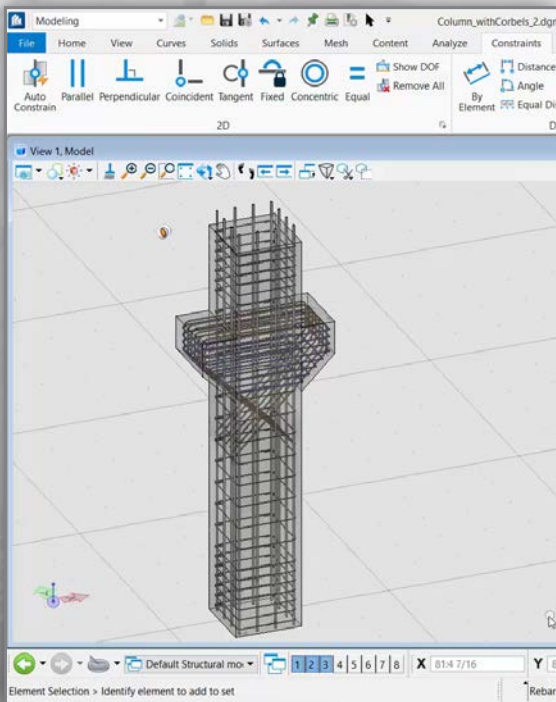 Modeling
Column_withCorbels_2.dgn
File Home View Curves Solids Surfaces Mesh Content Analyze Constraints
Auto Constrain Parallel Perpendicular Coincident Tangent Fixed Concentric Equal
Show DOF
Remove All
By Element
Distance
Angle
Equal Di
2D
D
View 1, Model
Default Structural mo
1 2 3 4 5 6 7 8
X 81:4 7/16
Y 8
Element Selection > Identify element to add to set
Rebar